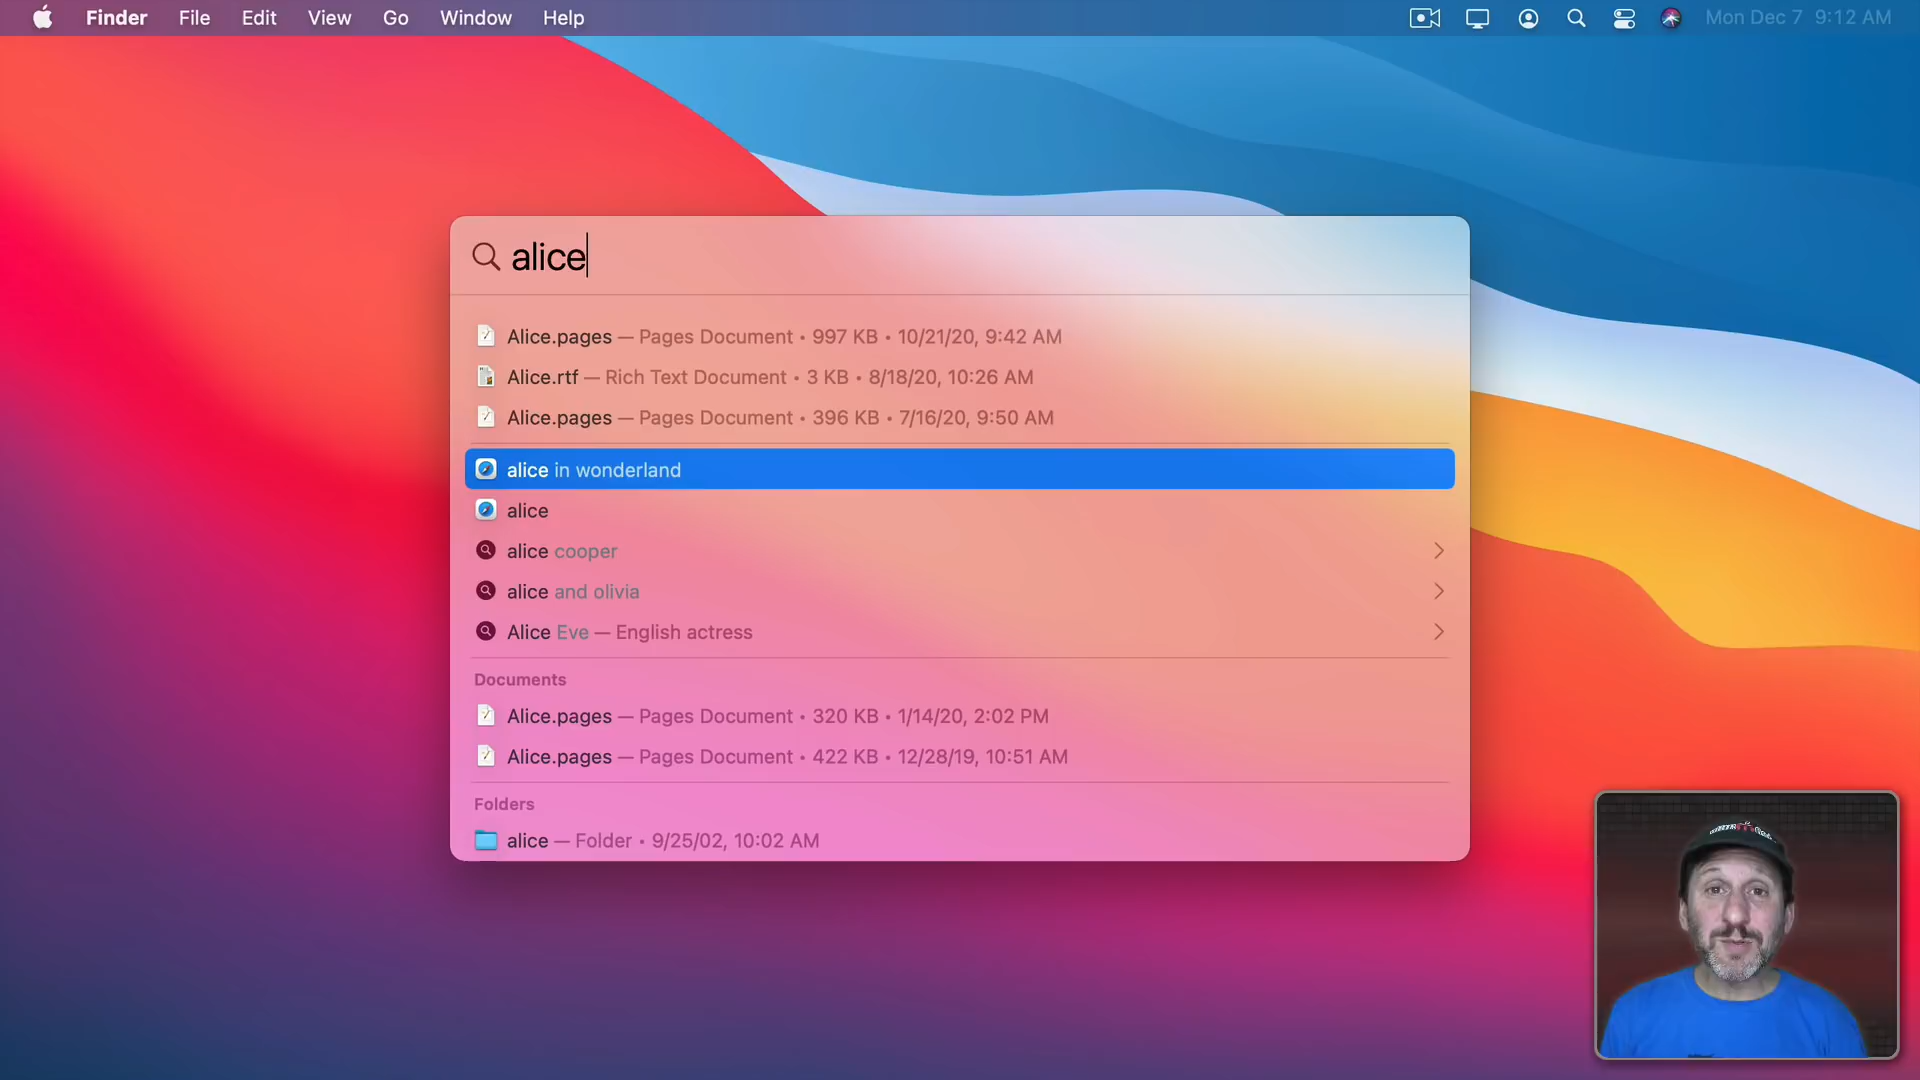 Finder File Edit View Go Window Help Mon Dec 7 9:12 AM
alice
Alice.pages — Pages Document • 997 KB • 10/21/20, 9:42 AM
Alice.rtf — Rich Text Document • 3 KB • 8/18/20, 10:26 AM
Alice.pages — Pages Document • 396 KB • 7/16/20, 9:50 AM
alice in wonderland
alice
alice cooper
alice and olivia
Alice Eve — English actress
Documents
Alice.pages — Pages Document • 320 KB • 1/14/20, 2:02 PM
Alice.pages — Pages Document • 422 KB • 12/28/19, 10:51 AM
Folders
alice — Folder • 9/25/02, 10:02 AM